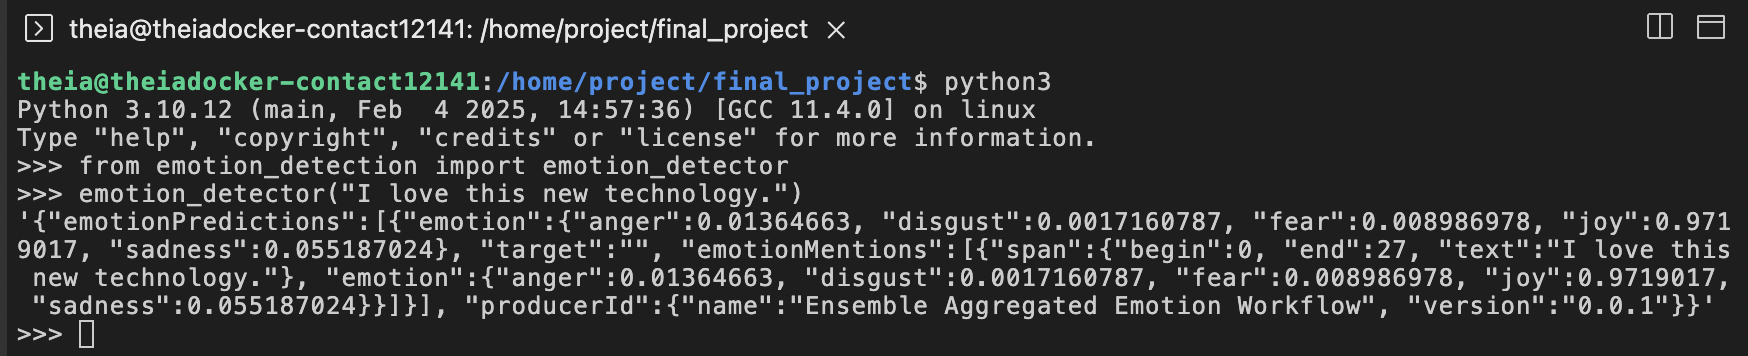 theia@theiadocker-contact12141: /home/project/final_project
theia@theiadocker-contact12141:/home/project/final_project$ python3
Python 3.10.12 (main, Feb  4 2025, 14:57:36) [GCC 11.4.0] on linux
Type "help", "copyright", "credits" or "license" for more information.
>>> from emotion_detection import emotion_detector
>>> emotion_detector("I love this new technology.")
'{"emotionPredictions":[{"emotion":{"anger":0.01364663, "disgust":0.0017160787, "fear":0.008986978, "joy":0.971
9017, "sadness":0.055187024}, "target":"", "emotionMentions":[{"span":{"begin":0, "end":27, "text":"I love this
 new technology."}, "emotion":{"anger":0.01364663, "disgust":0.0017160787, "fear":0.008986978, "joy":0.9719017,
 "sadness":0.055187024}}]}], "producerId":{"name":"Ensemble Aggregated Emotion Workflow", "version":"0.0.1"}}'
>>>